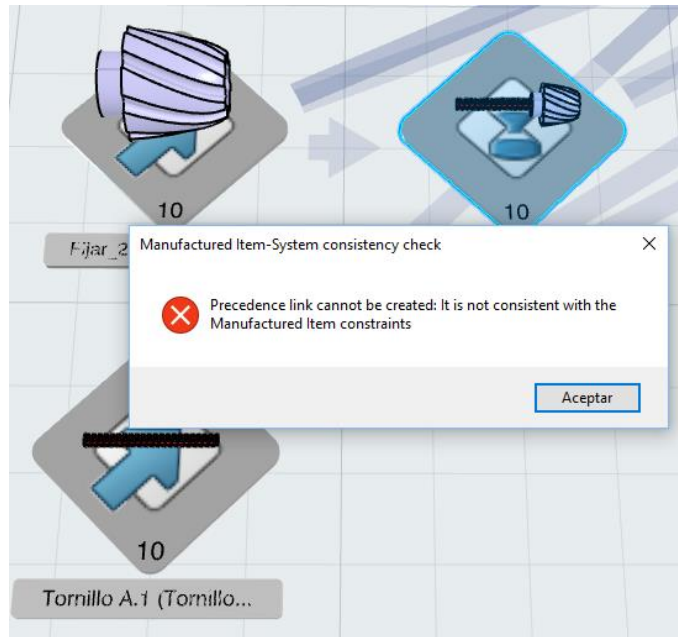 10
10
Fijar_2
Manufactured Item-System consistency check
Precedence link cannot be created: It is not consistent with the
Manufactured Item constraints
Aceptar
10
Tornillo A.1 (Tornillo...